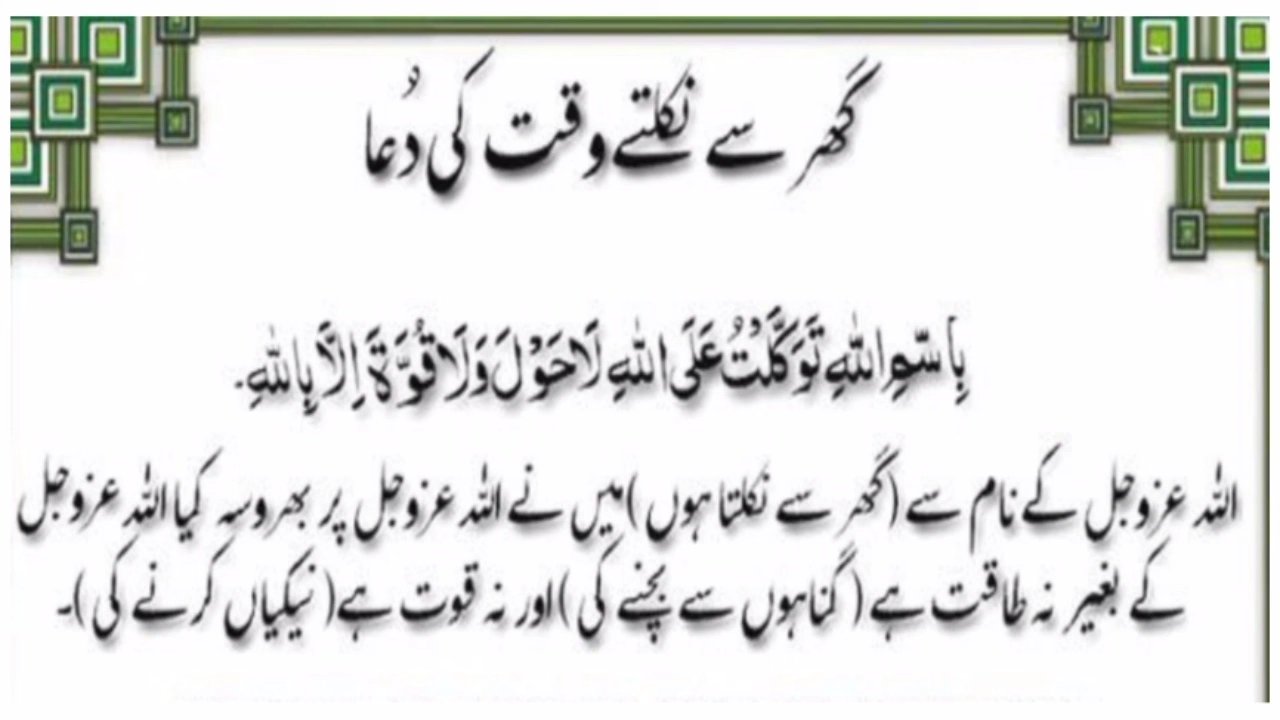 گھر سے نکلتے وقت کی دُعا
بِاسْمِ اللّٰهِ تَوَكَّلْتُ عَلَى اللّٰهِ لَا حَوْلَ وَلَا قُوَّةَ اِلَّا بِاللّٰهِ۔
اللہ عزوجل کے نام سے (گھر سے نکلتا ہوں) میں نے اللہ عزوجل پر بھروسہ کیا اللہ عزوجل
کے بغیر نہ طاقت ہے (گناہوں سے بچنے کی) اور نہ قوت ہے (نیکیاں کرنے کی)۔